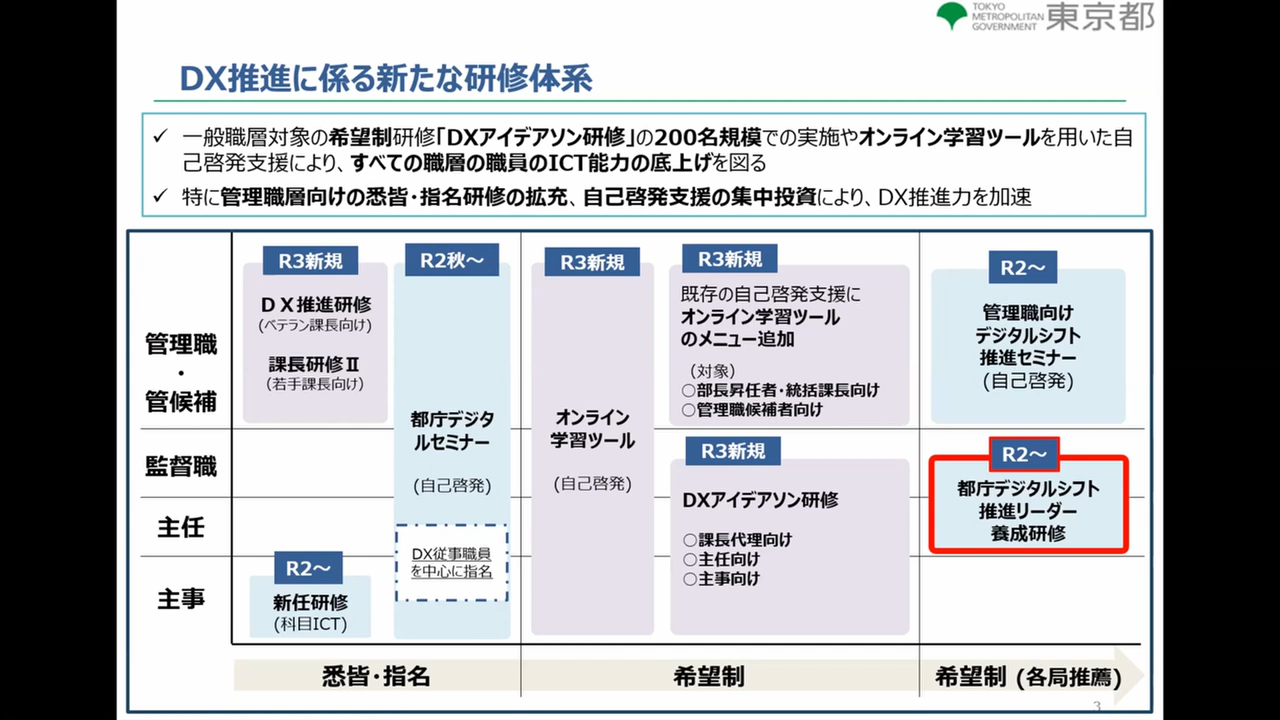 TOKYO
METROPOLITAN
GOVERNMENT
東京都
DX推進に係る新たな研修体系
✓ 一般職層対象の希望制研修「DXアイデアソン研修」の200名規模での実施やオンライン学習ツールを用いた自
己啓発支援により、すべての職層の職員のICT能力の底上げを図る
✓ 特に管理職層向けの悉皆・指名研修の拡充、自己啓発支援の集中投資により、DX推進力を加速
管理職
・
管候補
監督職
主任
主事
R3新規
ＤＸ推進研修
(ベテラン課長向け)
課長研修Ⅱ
(若手課長向け)
R2～
新任研修
(科目ICT)
R2秋～
都庁デジタ
ルセミナー
(自己啓発)
DX従事職員
を中心に指名
R3新規
オンライン
学習ツール
(自己啓発)
R3新規
既存の自己啓発支援に
オンライン学習ツール
のメニュー追加
（対象）
○部長昇任者・統括課長向け
○管理職候補者向け
R3新規
DXアイデアソン研修
○課長代理向け
○主任向け
○主事向け
R2～
管理職向け
デジタルシフト
推進セミナー
(自己啓発)
R2～
都庁デジタルシフト
推進リーダー
養成研修
悉皆・指名
希望制
希望制 (各局推薦)
3